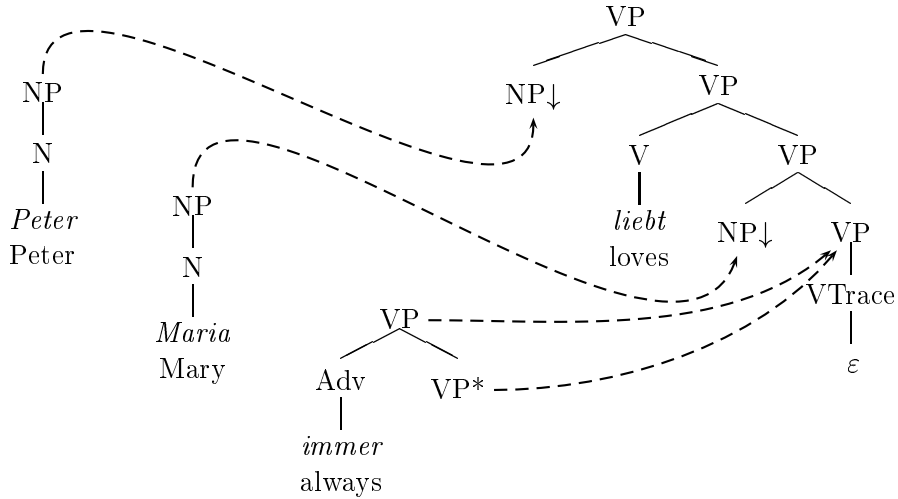 VP
NP
NP↓
VP
N
V
VP
Peter
Peter
NP
liebt
loves
NP↓
VP
N
VTrace
Maria
Mary
VP
ε
Adv
VP*
immer
always